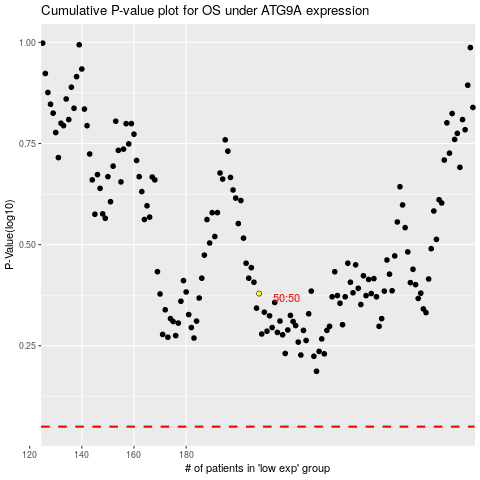 Cumulative P-value plot for OS under ATG9A expression
P-Value(log10)
1.00
0.75
0.50
0.25
50:50
120 140 160 180
# of patients in 'low exp' group